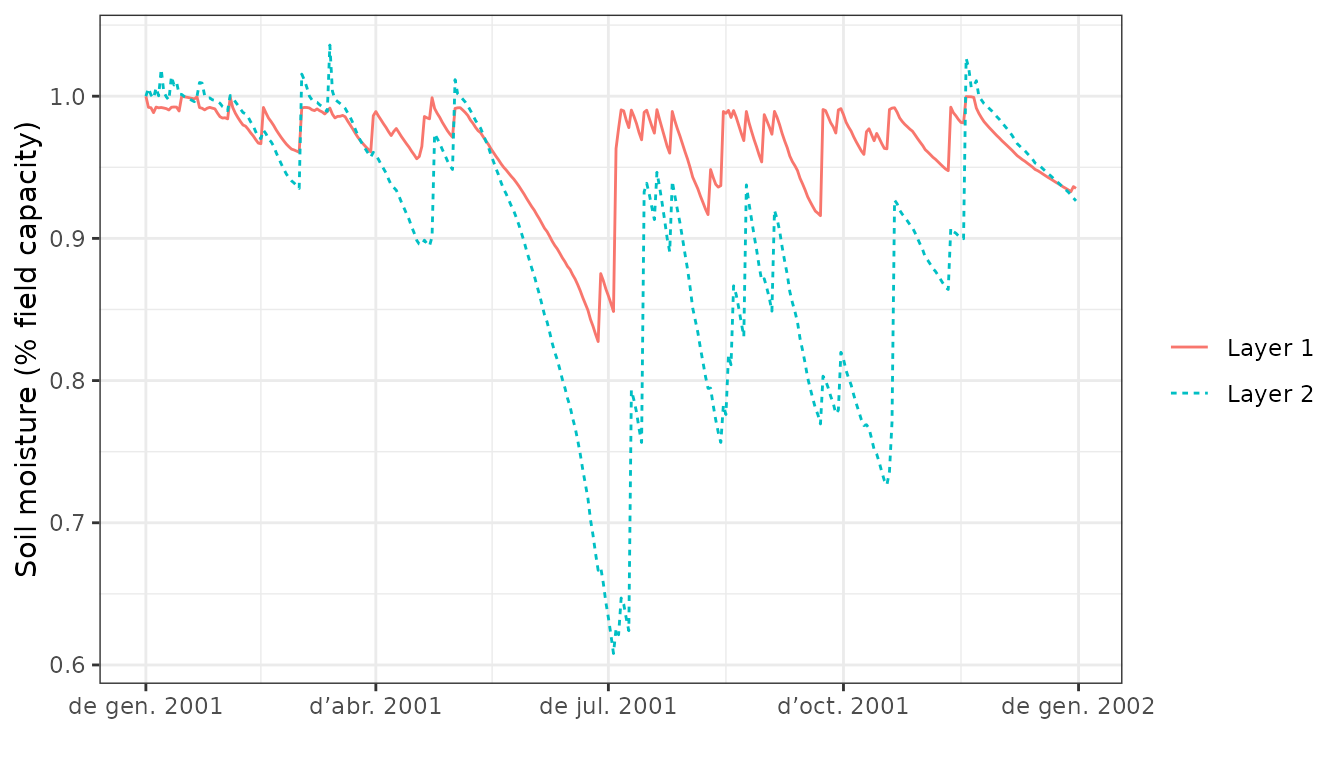 Soil moisture (% field capacity)
1.0
0.9
0.8
0.7
0.6
de gen. 2001
d’abr. 2001
de jul. 2001
d’oct. 2001
de gen. 2002
Layer 1
Layer 2